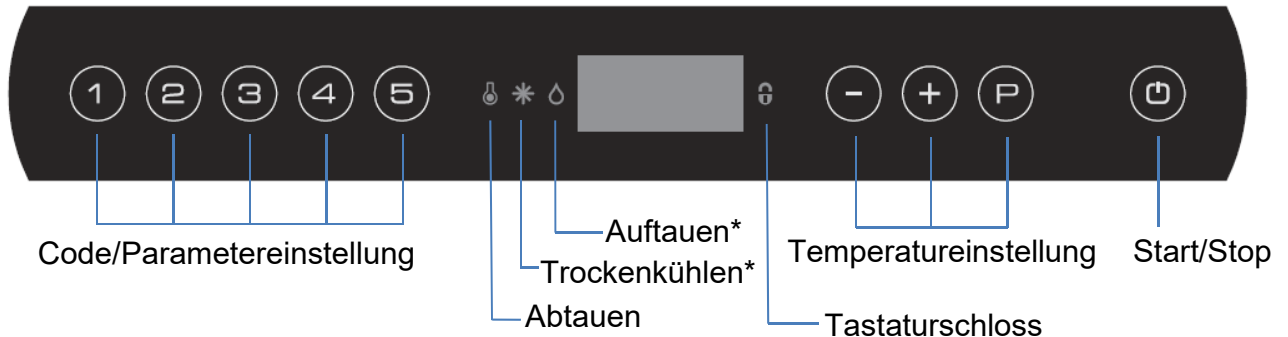 1 2 3 4 5 - + P
Auftauen*
Code/Parametereinstellung
Temperatureinstellung
Start/Stop
Trockenkühlen*
Abtauen
Tastaturschloss